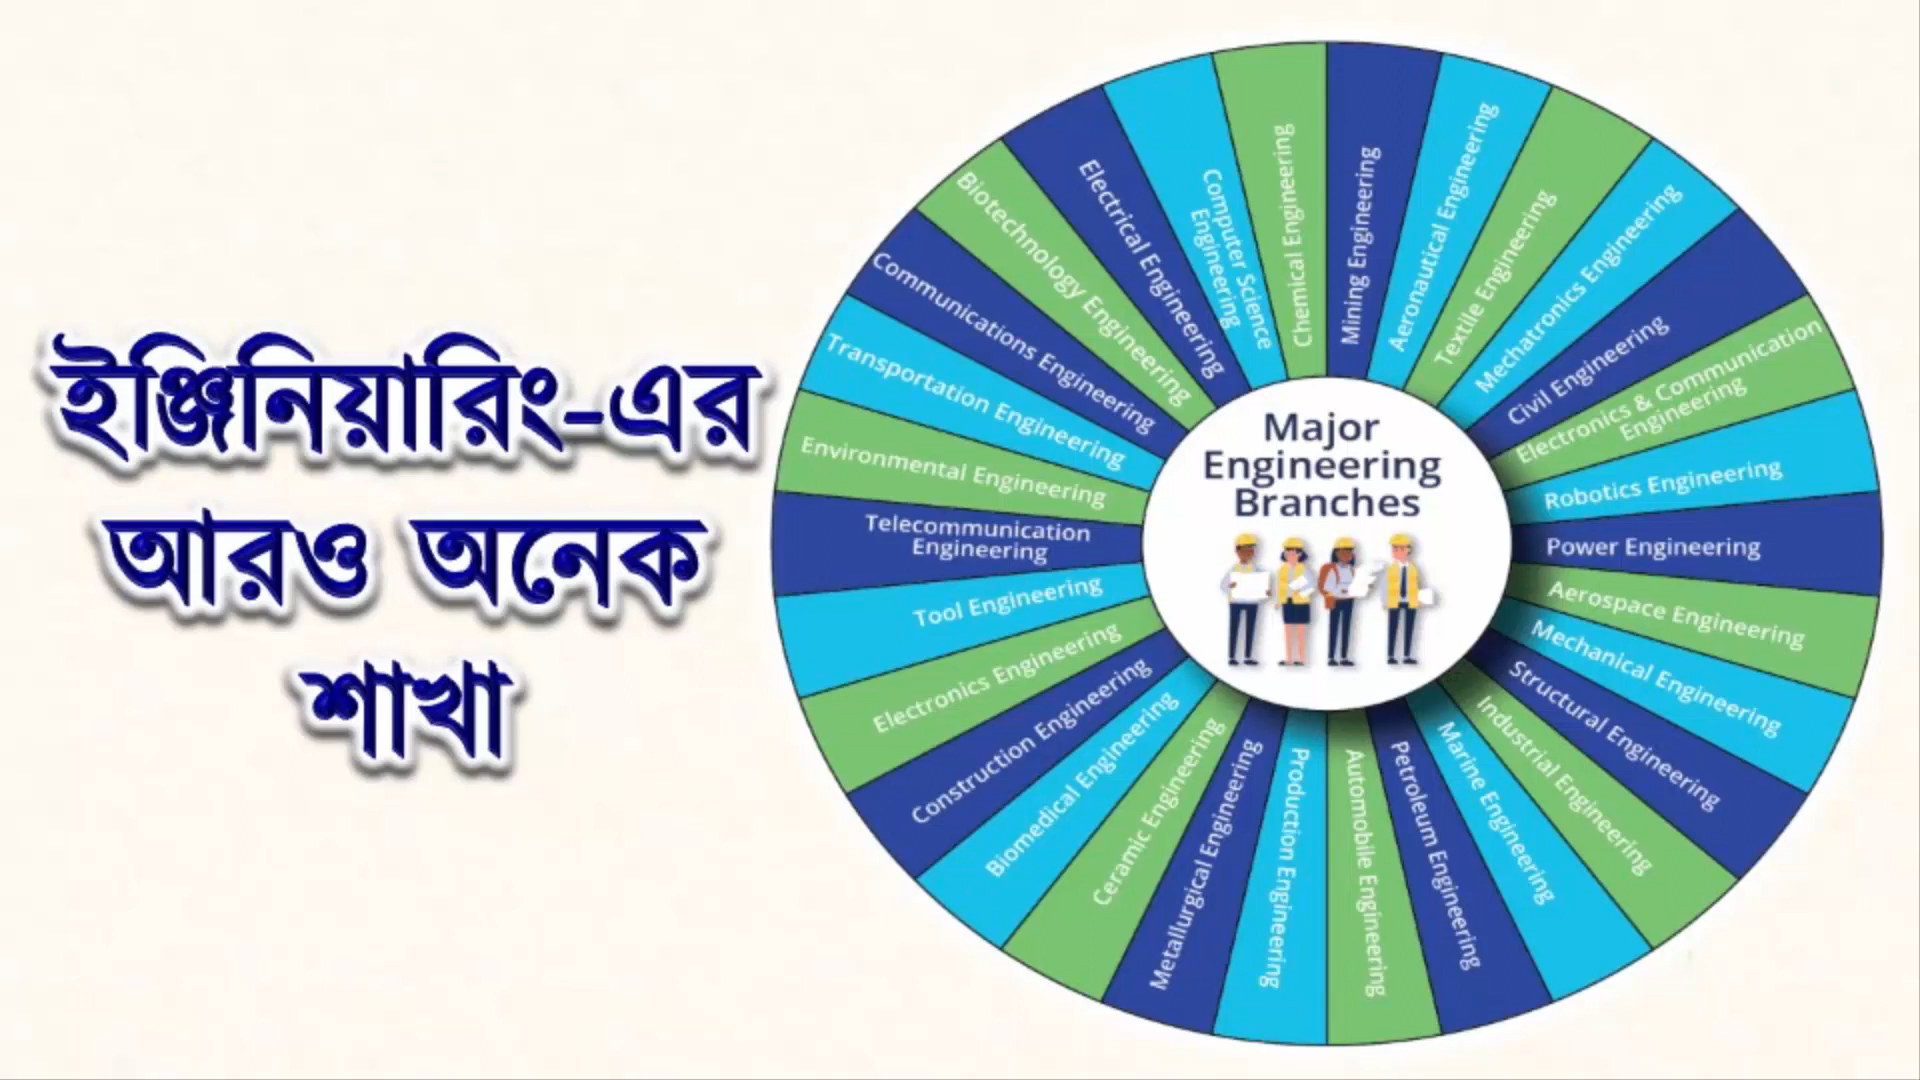 ইঞ্জিনিয়ারিং-এর
আরও অনেক
শাখা
Major
Engineering
Branches
Mining Engineering
Aeronautical Engineering
Textile Engineering
Mechatronics Engineering
Civil Engineering
Electronics & Communication
Engineering
Robotics Engineering
Power Engineering
Aerospace Engineering
Mechanical Engineering
Structural Engineering
Industrial Engineering
Marine Engineering
Petroleum Engineering
Automobile Engineering
Production Engineering
Metallurgical Engineering
Ceramic Engineering
Biomedical Engineering
Construction Engineering
Electronics Engineering
Tool Engineering
Telecommunication
Engineering
Environmental Engineering
Transportation Engineering
Communications Engineering
Biotechnology Engineering
Electrical Engineering
Computer Science
Engineering
Chemical Engineering